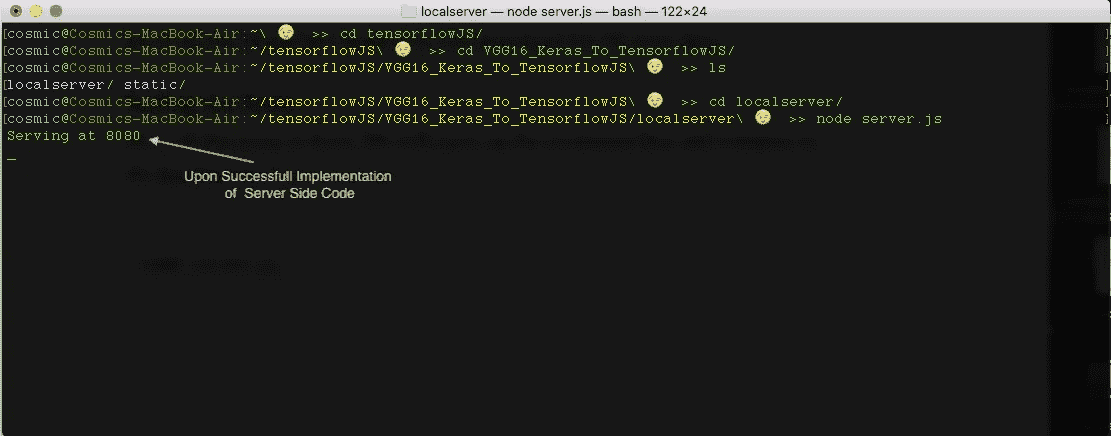 localserver — node server.js — bash — 122×24
[cosmic@Cosmics-MacBook-Air:~\ 😏 >> cd tensorflowJS/ ]
[cosmic@Cosmics-MacBook-Air:~/tensorflowJS\ 😏 >> cd VGG16_Keras_To_TensorflowJS/ ]
[cosmic@Cosmics-MacBook-Air:~/tensorflowJS/VGG16_Keras_To_TensorflowJS\ 😏 >> ls ]
[localserver/ static/ ]
[cosmic@Cosmics-MacBook-Air:~/tensorflowJS/VGG16_Keras_To_TensorflowJS\ 😏 >> cd localserver/ ]
[cosmic@Cosmics-MacBook-Air:~/tensorflowJS/VGG16_Keras_To_TensorflowJS/localserver\ 😏 >> node server.js ]
Serving at 8080
Upon Successfull Implementation
of Server Side Code